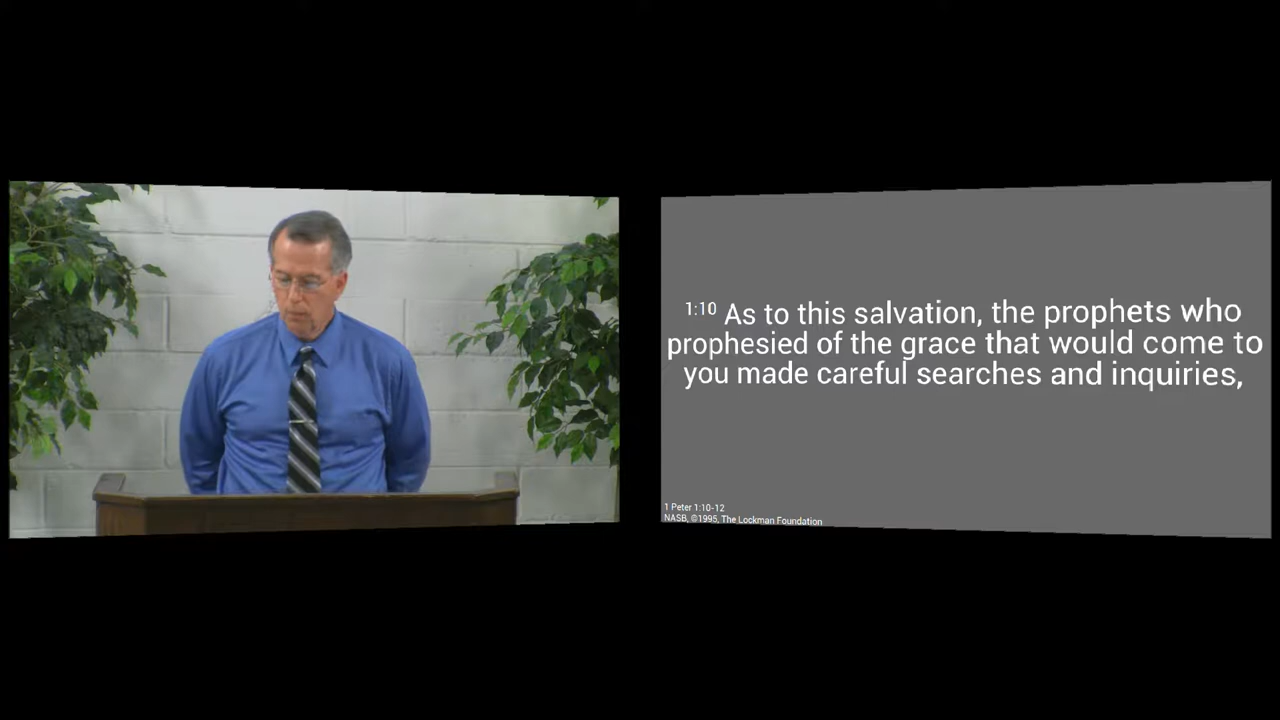 1:10 As to this salvation, the prophets who
prophesied of the grace that would come to
you made careful searches and inquiries,
1 Peter 1:10-12
NASB, ©1995, The Lockman Foundation